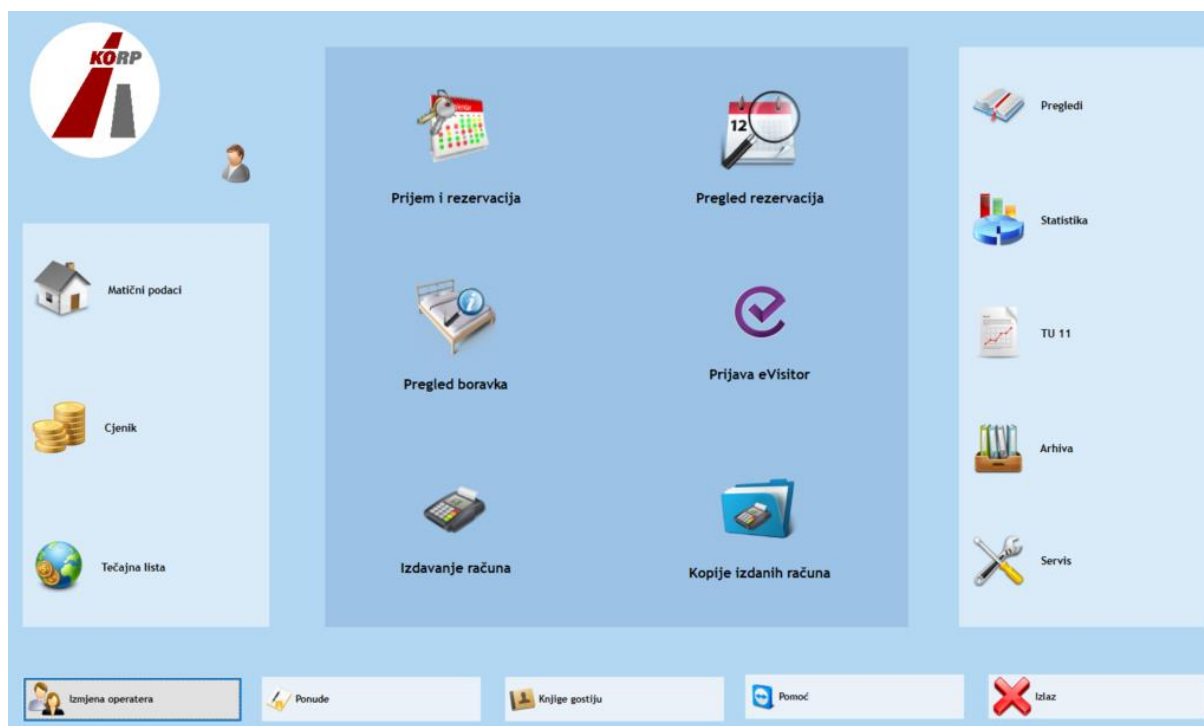 KORP
Prijem i rezervacija
Pregled rezervacija
Pregledi
12
Statistika
Matični podaci
Pregled boravka
Prijava eVisitor
TU 11
Cjenik
Arhiva
Izdavanje računa
Kopije izdanih računa
Tečajna lista
Servis
Izmjena operatera
Ponude
Knjige gostiju
Pomoć
Izlaz